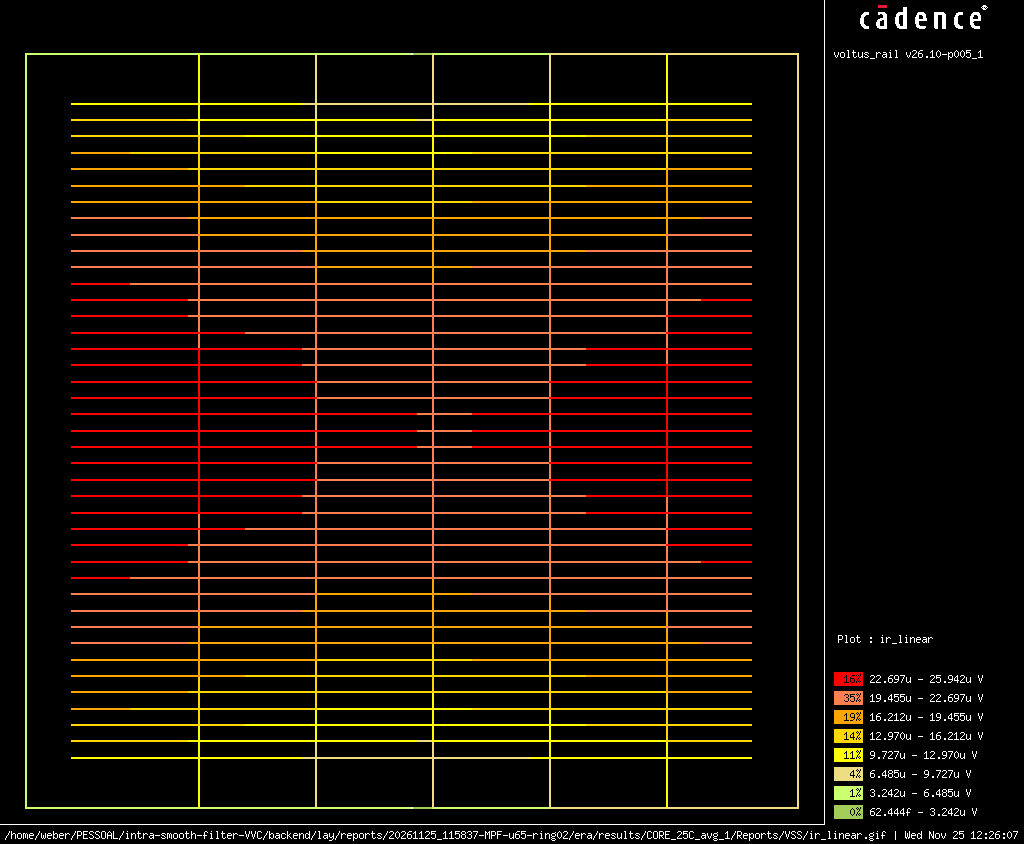 cādence®
voltus_rail v26.10-p005_1
Plot : ir_linear
16% 22.697u - 25.942u V
35% 19.455u - 22.697u V
19% 16.212u - 19.455u V
14% 12.970u - 16.212u V
11% 9.727u - 12.970u V
4% 6.485u - 9.727u V
1% 3.242u - 6.485u V
0% 62.444f - 3.242u V
/home/weber/PESSOAL/intra-smooth-filter-VVC/backend/lay/reports/20261125_115837-MPF-u65-ring02/era/results/CORE_25C_avg_1/Reports/VSS/ir_linear.gif | Wed Nov 25 12:26:07